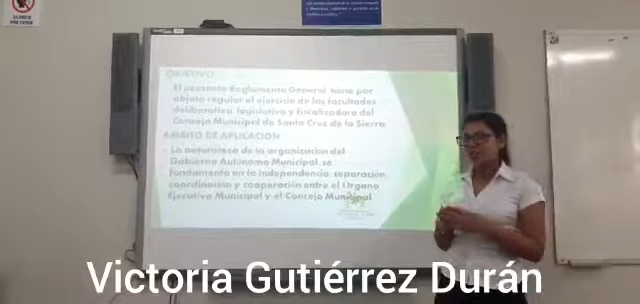 OBJETIVO
El presente Reglamento General tiene por
objeto regular el ejercicio de las facultades
deliberativa, legislativa y fiscalizadora del
Concejo Municipal de Santa Cruz de la Sierra
ÁMBITO DE APLICACIÓN
La naturaleza de la organización del
Gobierno Autónomo Municipal, se
fundamenta en la independencia, separación,
coordinación y cooperación entre el Órgano
Ejecutivo Municipal y el Concejo Municipal
Victoria Gutiérrez Durán